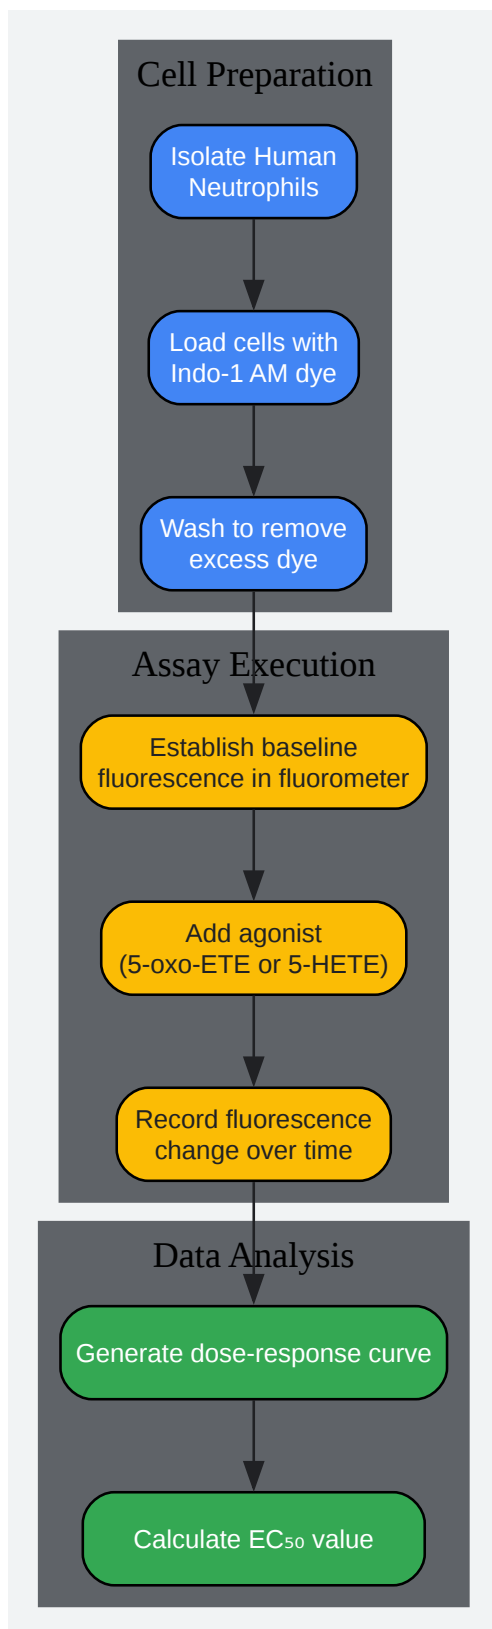 Cell Preparation
Isolate Human
Neutrophils
Load cells with
Indo-1 AM dye
Wash to remove
excess dye
Assay Execution
Establish baseline
fluorescence in fluorometer
Add agonist
(5-oxo-ETE or 5-HETE)
Record fluorescence
change over time
Data Analysis
Generate dose-response curve
Calculate EC₅₀ value